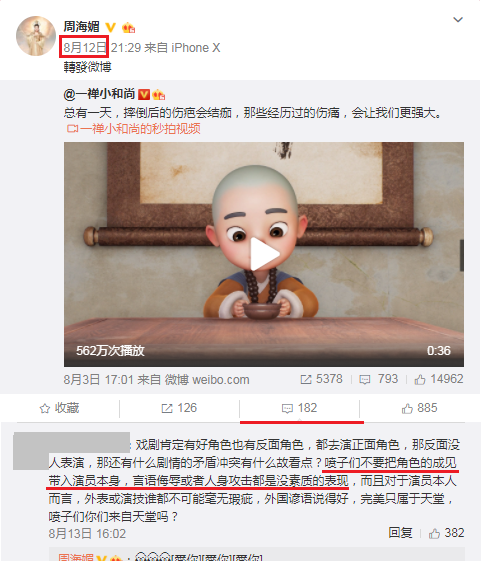 周海媚
8月12日 21:29 来自 iPhone X
轉發微博
@一禅小和尚
总有一天，摔倒后的伤疤会结痂，那些经历过的伤痛，会让我们更强大。
一禅小和尚的秒拍视频
562万次播放 0:36
8月3日 17:01 来自 微博 weibo.com 5378 793 14962
收藏 126 182 885
：戏剧肯定有好角色也有反面角色，都去演正面角色，那反面没
人表演，那还有什么剧情的矛盾冲突有什么故看点？喷子们不要把角色的成见
带入演员本身，言语侮辱或者人身攻击都是没素质的表现，而且对于演员本人
而言，外表或演技谁都不可能毫无瑕疵，外国谚语说得好，完美只属于天堂，
喷子们你们来自天堂吗？
8月13日 16:02 回复 382
周海媚：[愛你][愛你][愛你]